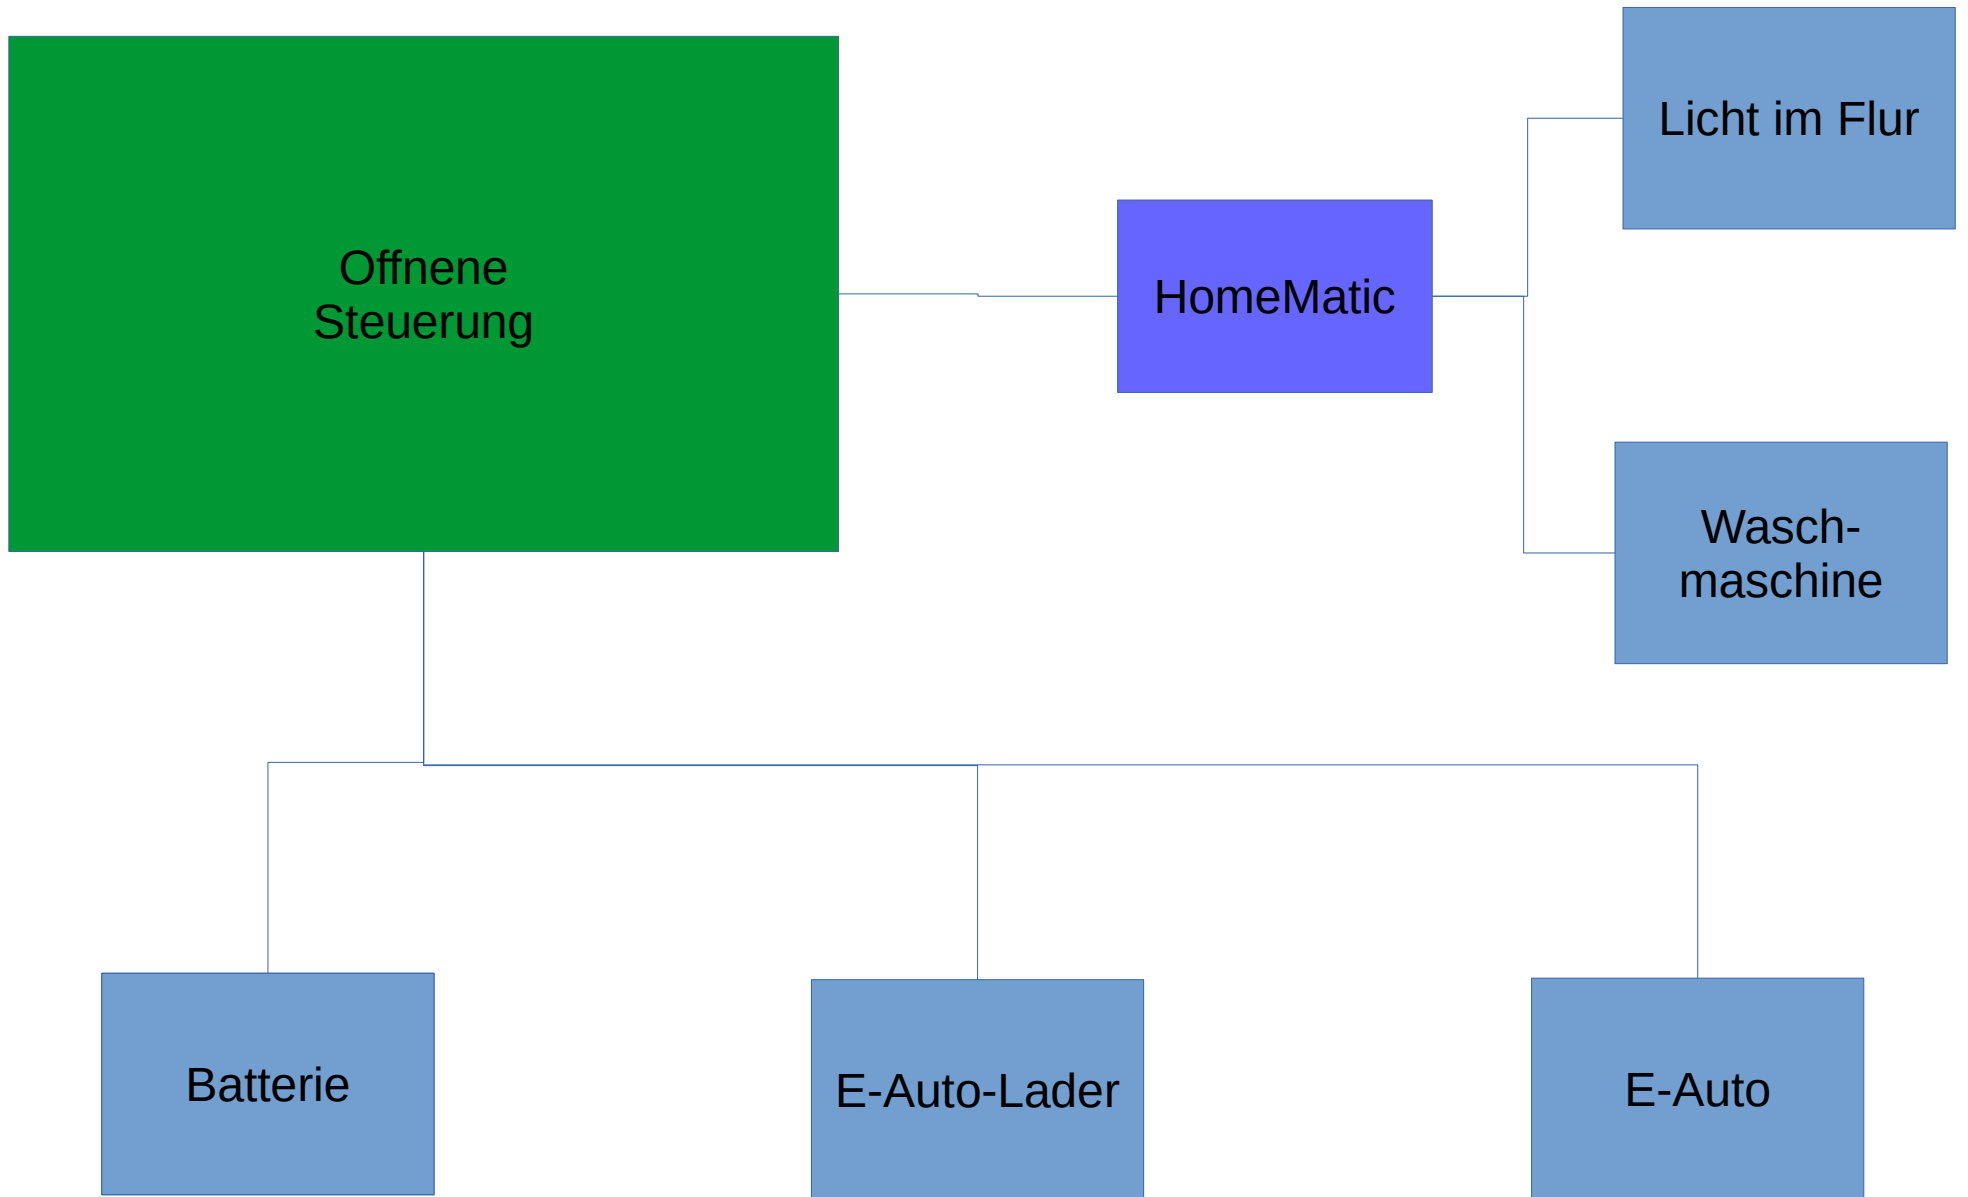 Offnene
Steuerung
HomeMatic
Licht im Flur
Wasch-
maschine
Batterie
E-Auto-Lader
E-Auto